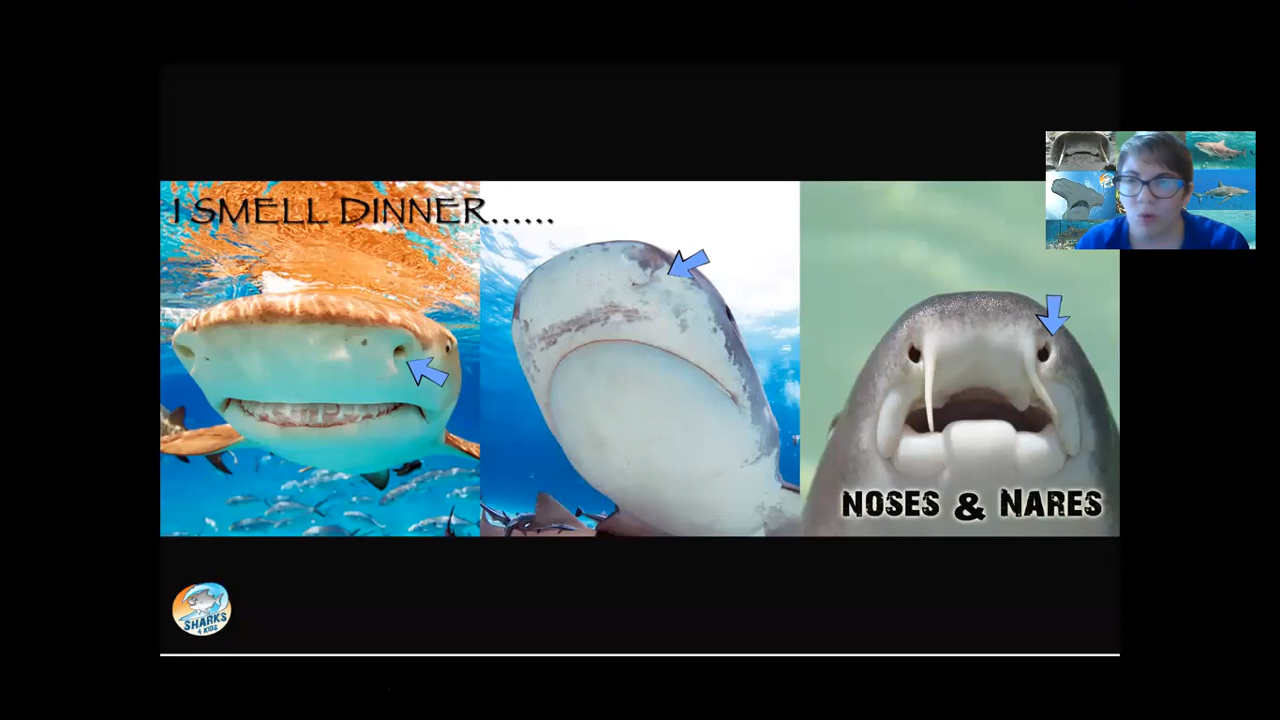 I SMELL DINNER......
NOSES & NARES
SHARKS
4 KIDS